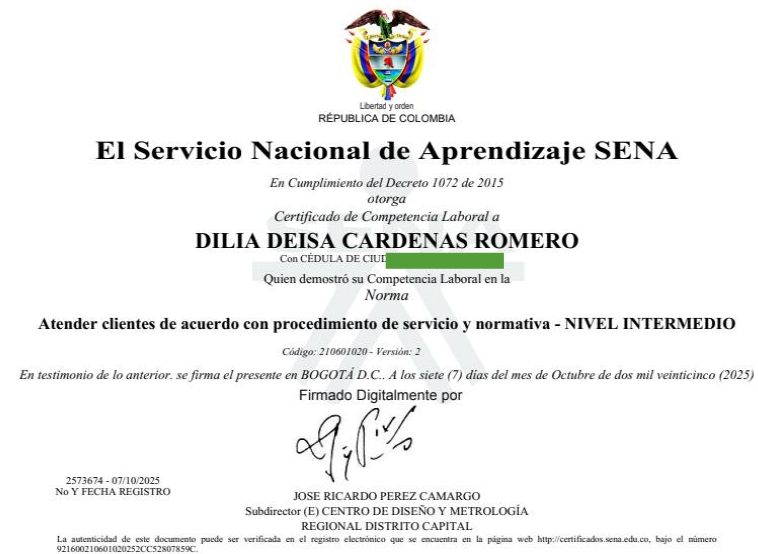 Libertad y orden
RÉPUBLICA DE COLOMBIA
El Servicio Nacional de Aprendizaje SENA
En Cumplimiento del Decreto 1072 de 2015
otorga
Certificado de Competencia Laboral a
DILIA DEISA CARDENAS ROMERO
Con CÉDULA DE CIUD
Quien demostró su Competencia Laboral en la
Norma
Atender clientes de acuerdo con procedimiento de servicio y normativa - NIVEL INTERMEDIO
Código: 210601020 - Versión: 2
En testimonio de lo anterior. se firma el presente en BOGOTÁ D.C.. A los siete (7) días del mes de Octubre de dos mil veinticinco (2025)
Firmado Digitalmente por
2573674 - 07/10/2025
No Y FECHA REGISTRO
JOSE RICARDO PEREZ CAMARGO
Subdirector (E) CENTRO DE DISEÑO Y METROLOGÍA
REGIONAL DISTRITO CAPITAL
La autenticidad de este documento puede ser verificada en el registro electrónico que se encuentra en la página web http://certificados.sena.edu.co, bajo el número
921600210601020252CC52807859C.